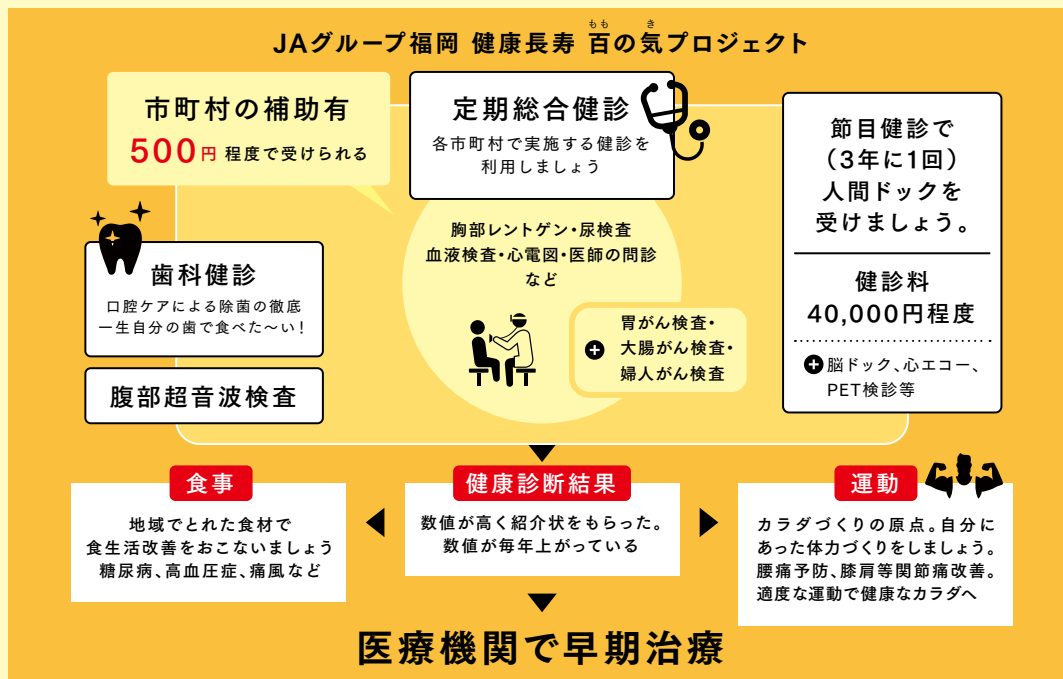 JAグループ福岡 健康長寿 百の気プロジェクト
もも
き
市町村の補助有
500円 程度で受けられる
定期総合健診
各市町村で実施する健診を
利用しましょう
胸部レントゲン・尿検査
血液検査・心電図・医師の問診
など
胃がん検査・
大腸がん検査・
婦人がん検査
歯科健診
口腔ケアによる除菌の徹底
一生自分の歯で食べた〜い!
腹部超音波検査
節目健診で
(3年に1回)
人間ドックを
受けましょう。
健診料
40,000円程度
脳ドック、心エコー、
PET検診等
食事
地域でとれた食材で
食生活改善をおこないましょう
糖尿病、高血圧症、痛風など
健康診断結果
数値が高く紹介状をもらった。
数値が毎年上がっている
運動
カラダづくりの原点。自分に
あった体力づくりをしましょう。
腰痛予防、膝肩等関節痛改善。
適度な運動で健康なカラダへ
医療機関で早期治療